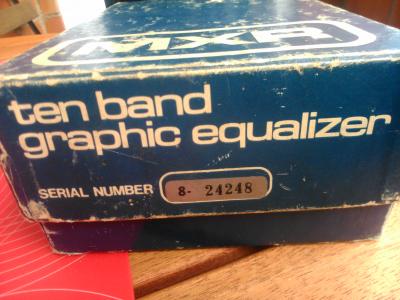 MXR
ten band
graphic equalizer
SERIAL NUMBER 8- 24248